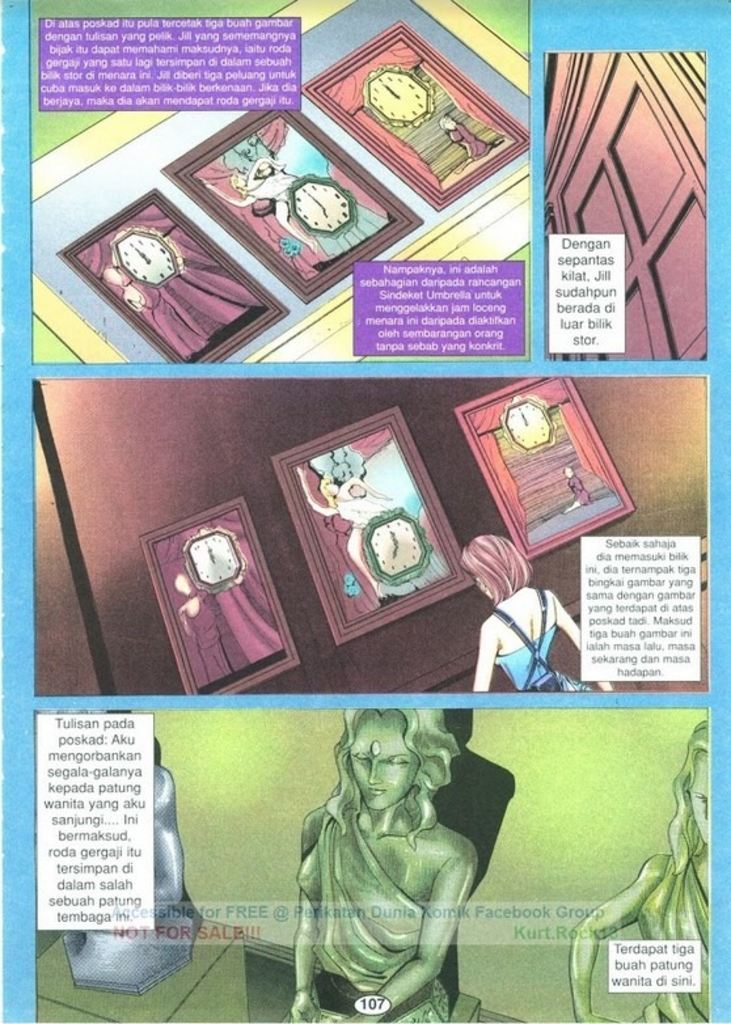 Di atas poskad itu pula tercetak tiga buah gambar
dengan tulisan yang pelik. Jill yang sememangnya
bijak itu dapat memahami maksudnya, iaitu roda
gergaji yang satu lagi tersimpan di dalam sebuah
bilik stor di menara ini. Jill diberi tiga peluang untuk
cuba masuk ke dalam bilik-bilik berkenaan. Jika dia
berjaya, maka dia akan mendapat roda gergaji itu.
Nampaknya, ini adalah
sebahagian daripada rancangan
Sindeket Umbrella untuk
menggelakkan jam loceng
menara ini daripada diaktifkan
oleh sembarangan orang
tanpa sebab yang konkrit.
Dengan
sepantas
kilat, Jill
sudahpun
berada di
luar bilik
stor.
Sebaik sahaja
dia memasuki bilik
ini, dia ternampak tiga
bingkai gambar yang
sama dengan gambar
yang terdapat di atas
poskad tadi. Maksud
tiga buah gambar ini
ialah masa lalu, masa
sekarang dan masa
hadapan.
Tulisan pada
poskad: Aku
mengorbankan
segala-galanya
kepada patung
wanita yang aku
sanjungi.... Ini
bermaksud,
roda gergaji itu
tersimpan di
dalam salah
sebuah patung
tembaga ini.
Accessible for FREE @ Penkatan Dunia Komik Facebook Group
NOT FOR SALE!!! Kurt.Rock13
Terdapat tiga
buah patung
wanita di sini.
107